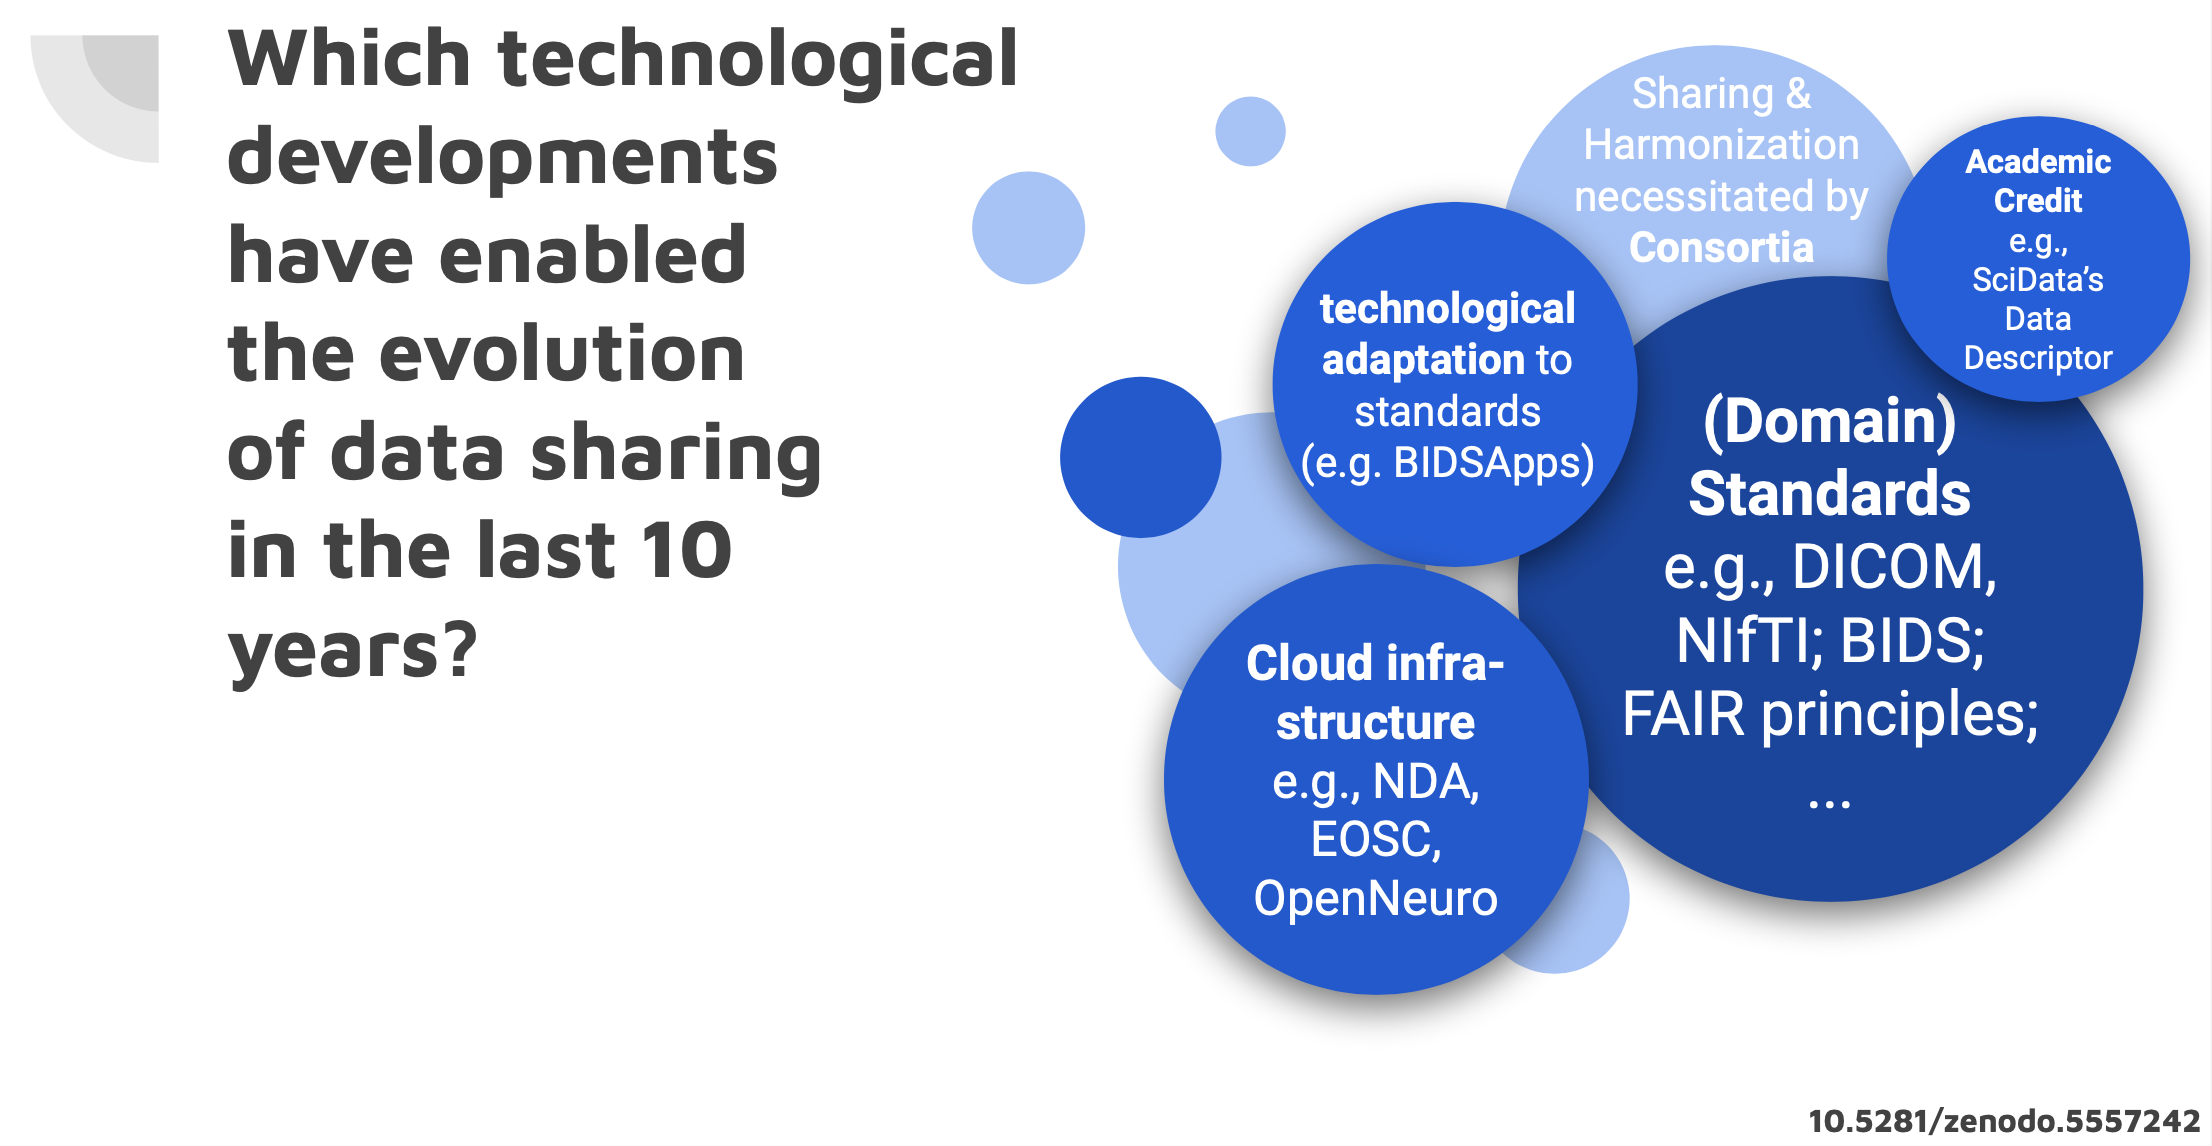 Which technological
developments
have enabled
the evolution
of data sharing
in the last 10
years?
Sharing &
Harmonization
necessitated by
Consortia
Academic
Credit
e.g.,
SciData’s
Data
Descriptor
technological
adaptation to
standards
(e.g. BIDSApps)
(Domain)
Standards
e.g., DICOM,
NIfTI; BIDS;
FAIR principles;
...
Cloud infra-
structure
e.g., NDA,
EOSC,
OpenNeuro
10.5281/zenodo.5557242